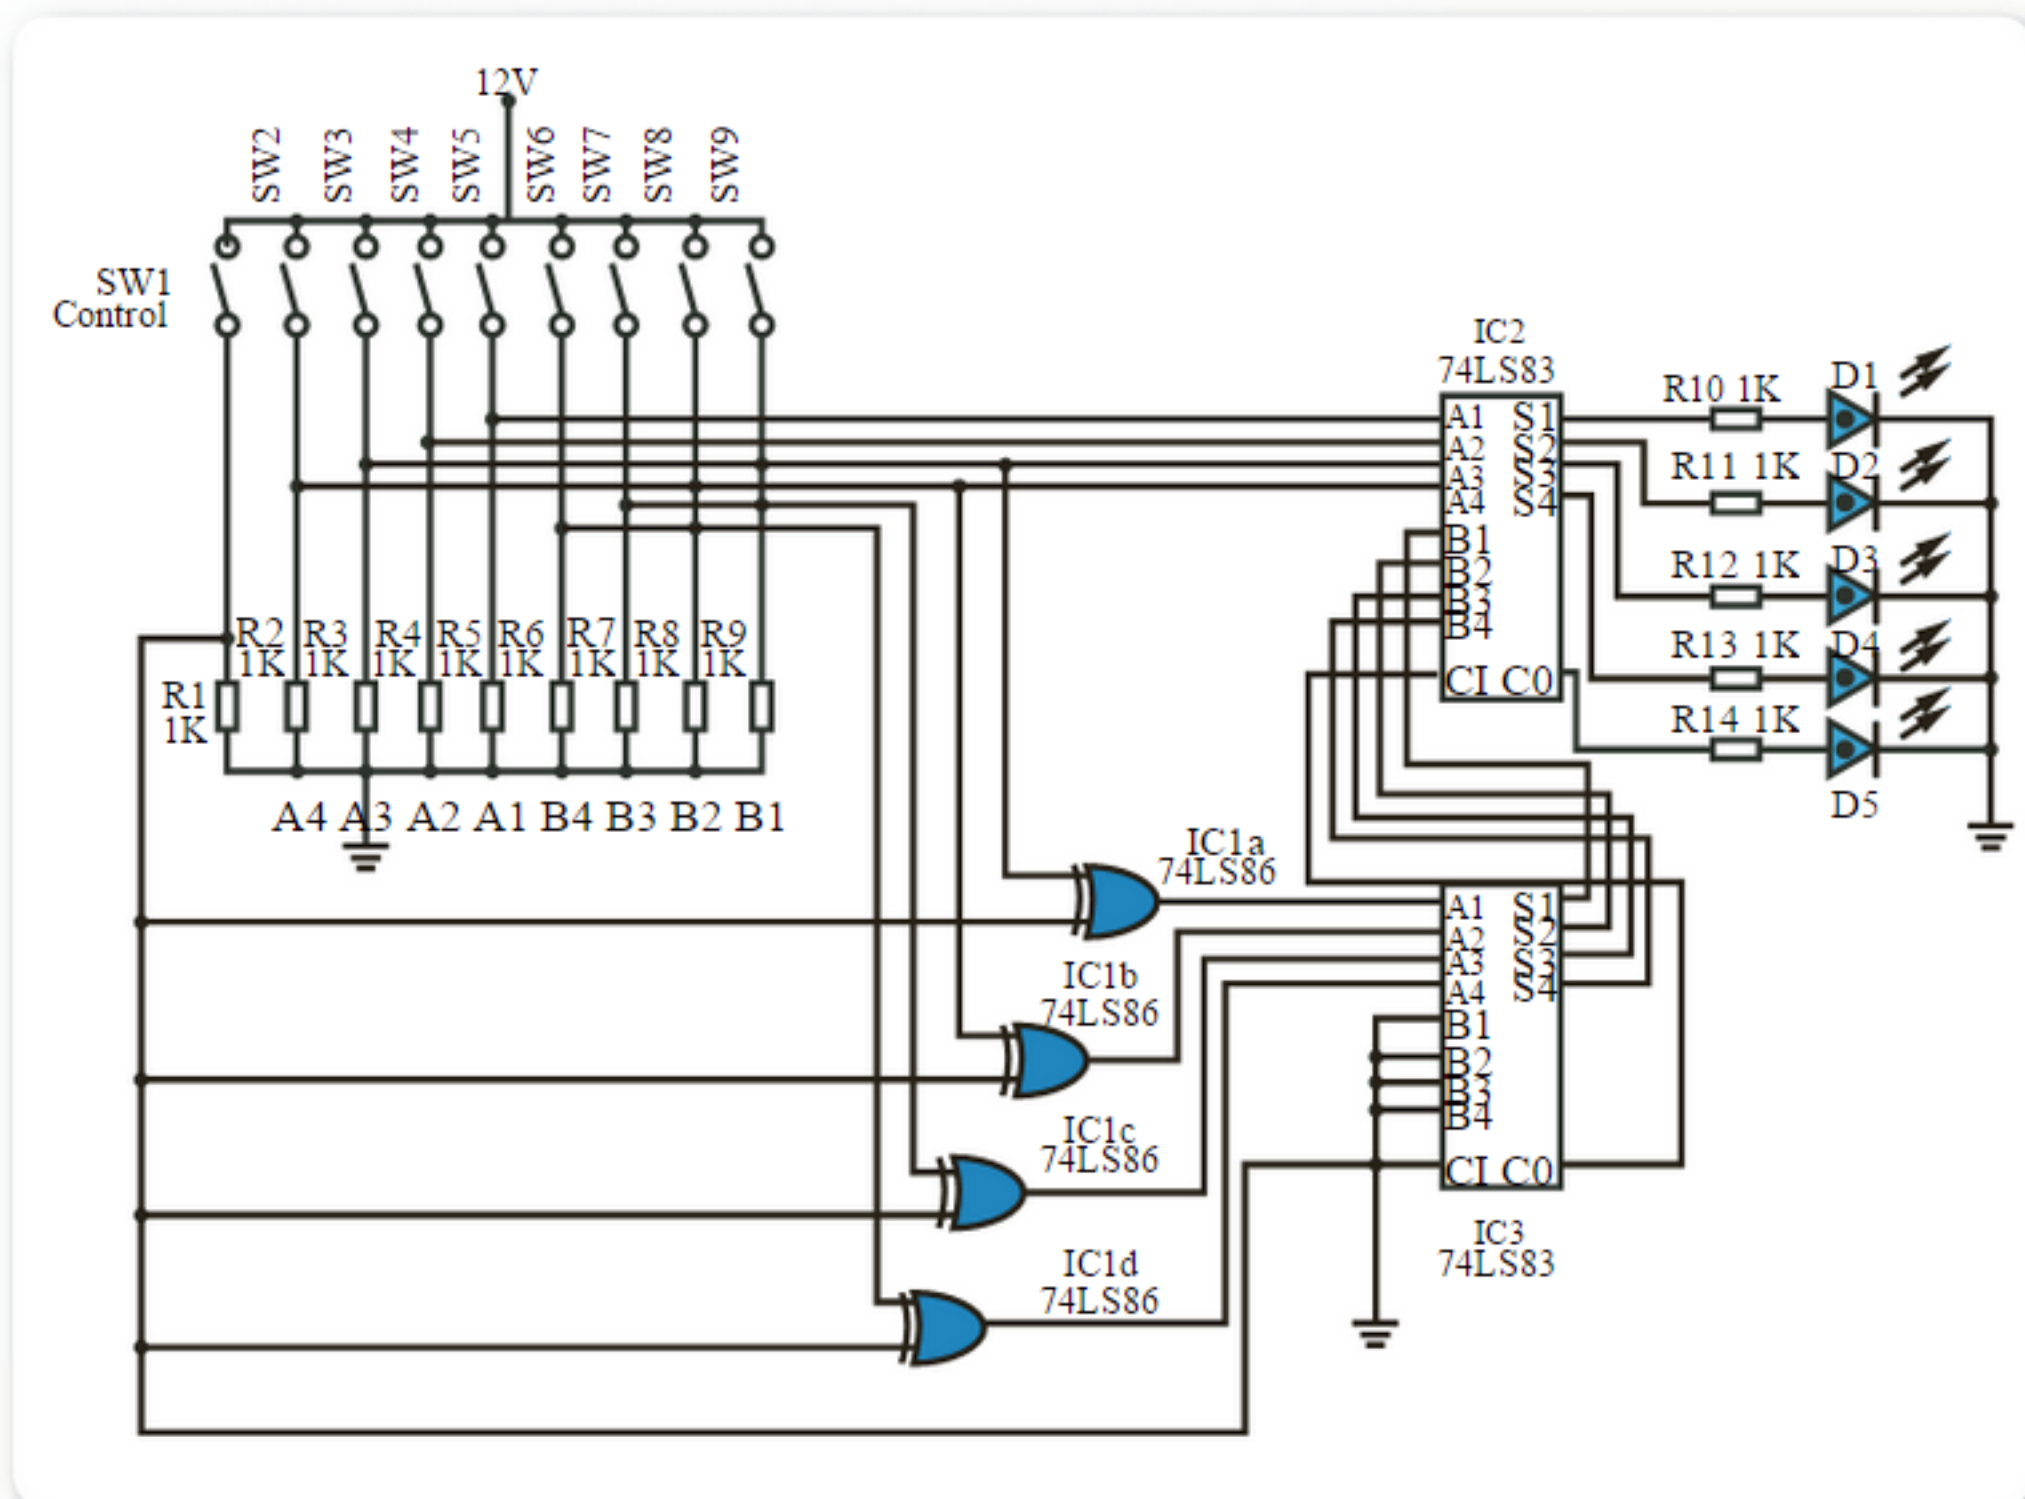 12V
SW2
SW3
SW4
SW5
SW6
SW7
SW8
SW9
SW1
Control
R1
1K
R2
1K
R3
1K
R4
1K
R5
1K
R6
1K
R7
1K
R8
1K
R9
1K
A4 A3 A2 A1 B4 B3 B2 B1
IC2
74LS83
A1 S1
A2 S2
A3 S3
A4 S4
B1
B2
B3
B4
CI C0
R10 1K
D1
R11 1K
D2
R12 1K
D3
R13 1K
D4
R14 1K
D5
IC1a
74LS86
IC1b
74LS86
IC1c
74LS86
IC1d
74LS86
A1 S1
A2 S2
A3 S3
A4 S4
B1
B2
B3
B4
CI C0
IC3
74LS83